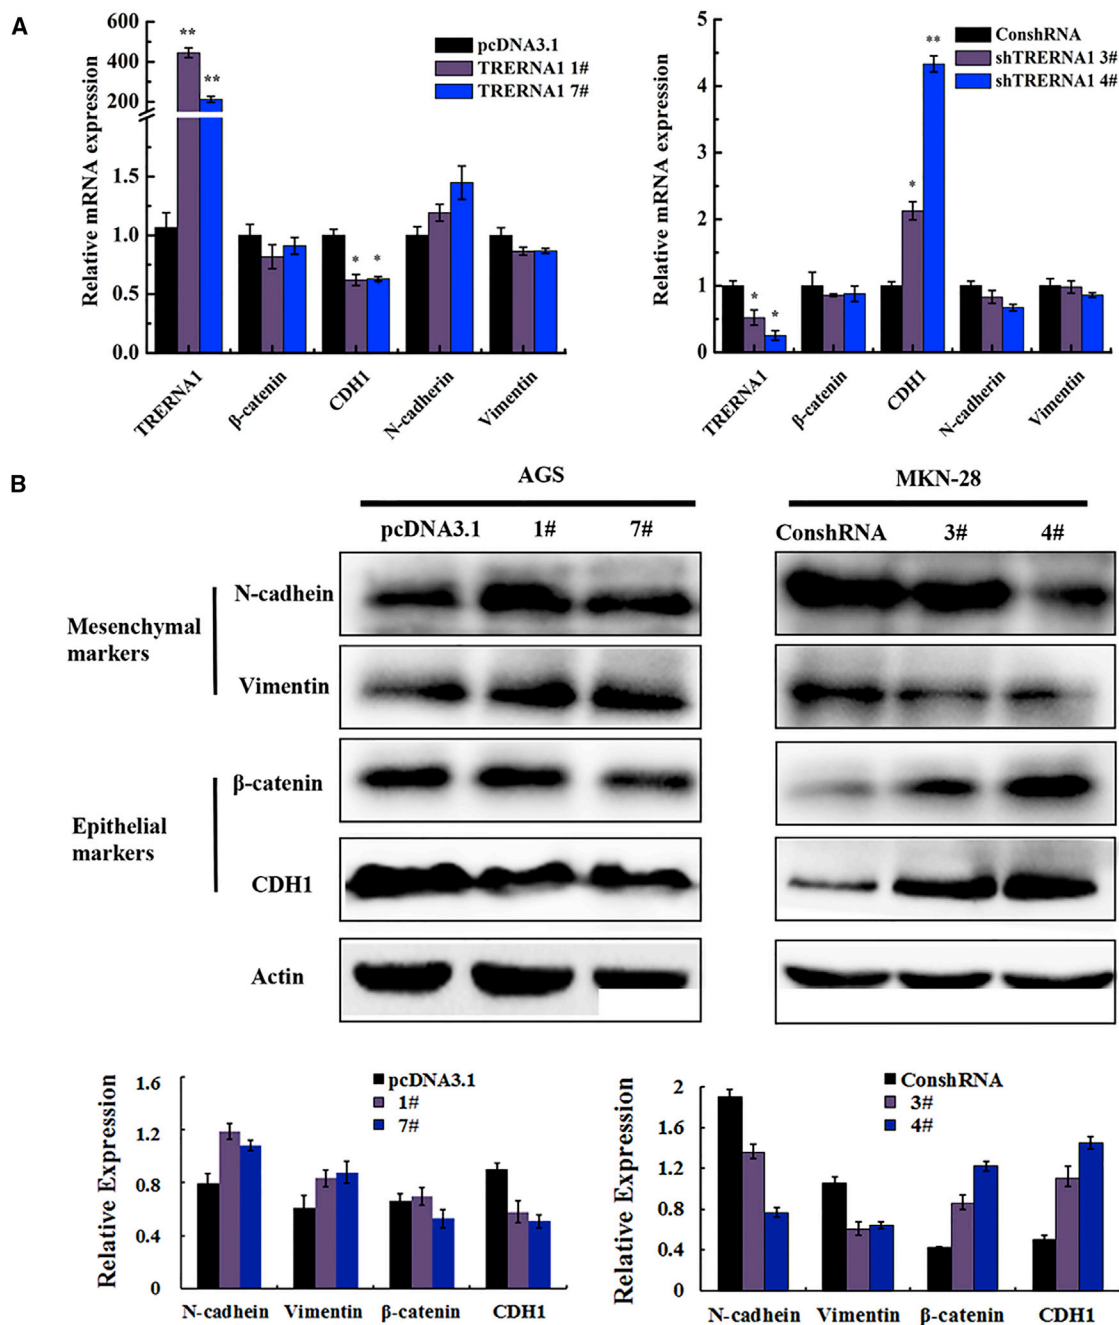 A
Relative mRNA expression
600
400
200
1.5
1.0
0.5
0.0
** ** * *
pcDNA3.1
TRERNA1 1#
TRERNA1 7#
TRERNA1
β-catenin
CDH1
N-cadherin
Vimentin
Relative mRNA expression
5
4
3
2
1
0
* * * **
ConshRNA
shTRERNA1 3#
shTRERNA1 4#
TRERNA1
β-catenin
CDH1
N-cadherin
Vimentin
B
AGS
MKN-28
pcDNA3.1 1# 7#
ConshRNA 3# 4#
Mesenchymal
markers
N-cadhein
Vimentin
Epithelial
markers
β-catenin
CDH1
Actin
Relative Expression
1.6
1.2
0.8
0.4
0
pcDNA3.1
1#
7#
N-cadhein Vimentin β-catenin CDH1
Relative Expression
2
1.6
1.2
0.8
0.4
0
ConshRNA
3#
4#
N-cadhein Vimentin β-catenin CDH1